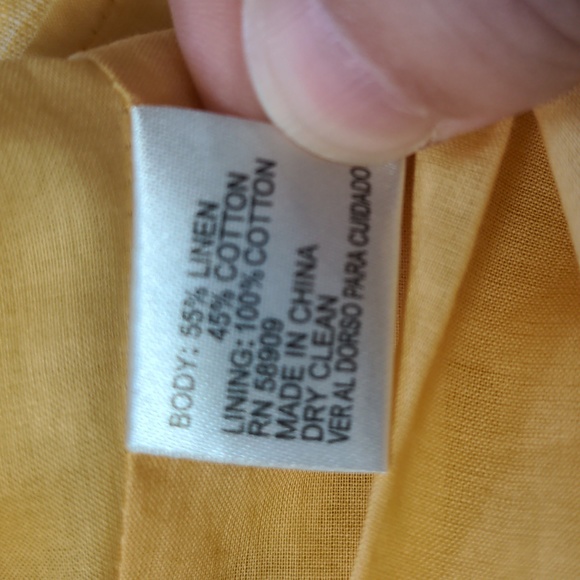 BODY: 55% LINEN
45% COTTON
LINING: 100% COTTON
RN 58909
MADE IN CHINA
DRY CLEAN
VER AL DORSO PARA CUIDADO